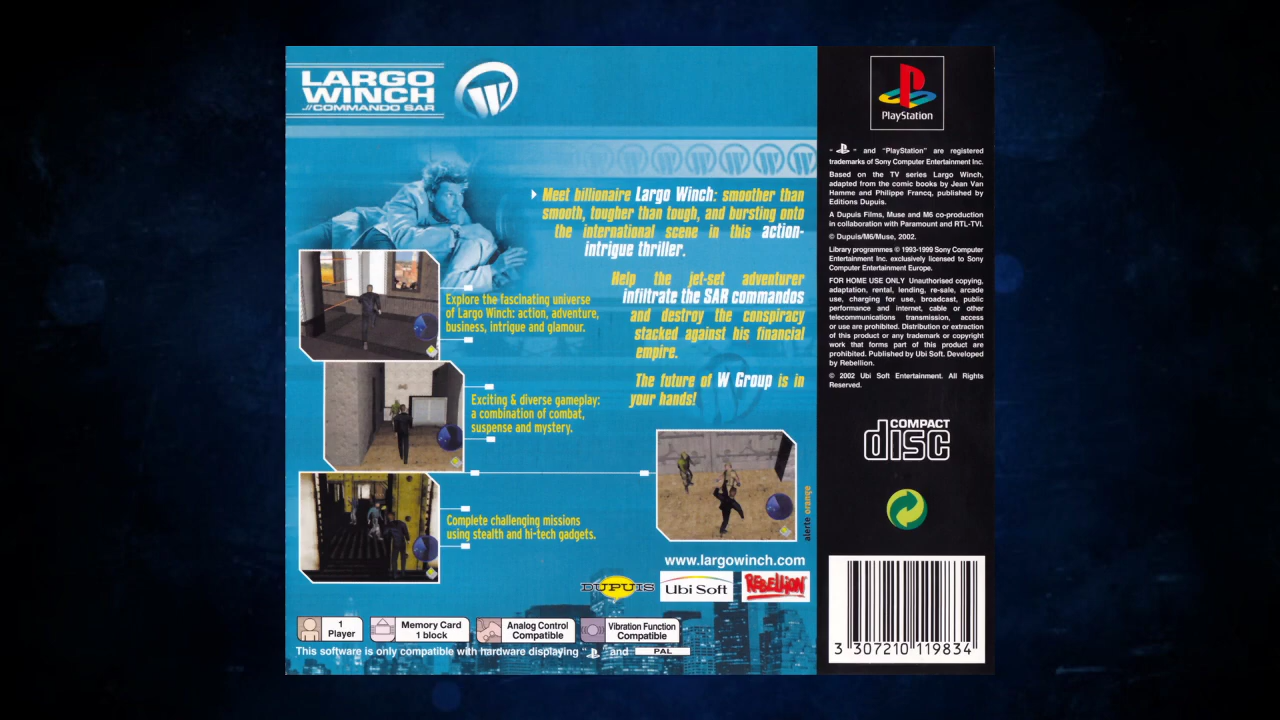 LARGO
WINCH
.//COMMANDO SAR
Meet billionaire Largo Winch: smoother than
smooth, tougher than tough, and bursting onto
the international scene in this action-
intrigue thriller.
Help the jet-set adventurer
infiltrate the SAR commandos
and destroy the conspiracy
stacked against his financial
empire.
The future of W Group is in
your hands!
Explore the fascinating universe
of Largo Winch: action, adventure,
business, intrigue and glamour.
Exciting & diverse gameplay:
a combination of combat,
suspense and mystery.
Complete challenging missions
using stealth and hi-tech gadgets.
alerte orange
www.largowinch.com
DUPUIS
Ubi Soft
REBELLION
1
Player
Memory Card
1 block
Analog Control
Compatible
Vibration Function
Compatible
This software is only compatible with hardware displaying " " and PAL
PlayStation
" " and "PlayStation" are registered
trademarks of Sony Computer Entertainment Inc.
Based on the TV series Largo Winch,
adapted from the comic books by Jean Van
Hamme and Philippe Francq, published by
Editions Dupuis.
A Dupuis Films, Muse and M6 co-production
in collaboration with Paramount and RTL-TVI.
© Dupuis/M6/Muse, 2002.
Library programmes © 1993-1999 Sony Computer
Entertainment Inc. exclusively licensed to Sony
Computer Entertainment Europe.
FOR HOME USE ONLY Unauthorised copying,
adaptation, rental, lending, re-sale, arcade
use, charging for use, broadcast, public
performance and internet, cable or other
telecommunications transmission, access
or use are prohibited. Distribution or extraction
of this product or any trademark or copyright
work that forms part of this product are
prohibited. Published by Ubi Soft. Developed
by Rebellion.
© 2002 Ubi Soft Entertainment. All Rights
Reserved.
COMPACT
disc
3 307210 119834